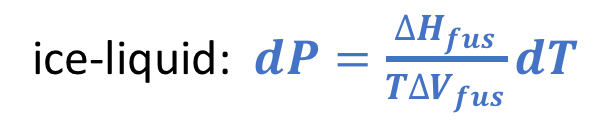 ice-liquid: dP = ΔH_fus / TΔV_fus dT